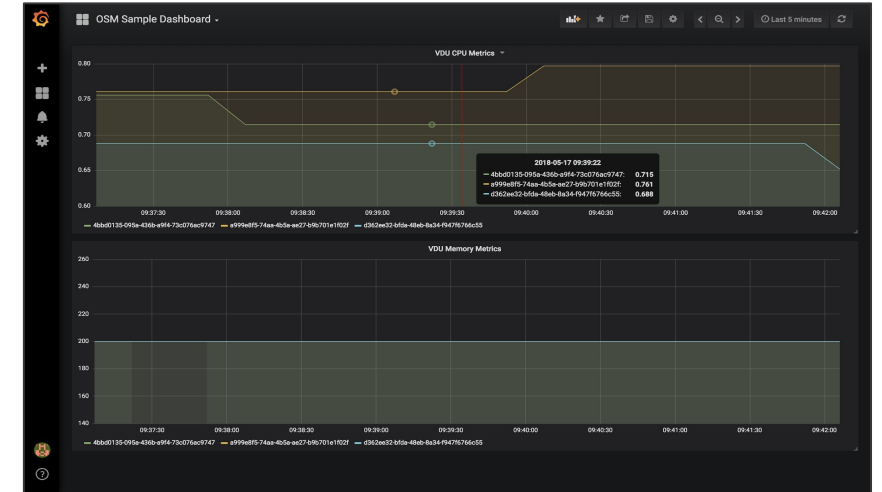 OSM Sample Dashboard
Last 5 minutes
VDU CPU Metrics
0.80
0.75
0.70
0.65
0.60
2018-05-17 09:39:22
4bbd0135-095a-436b-a9f4-73c076ac9747: 0.715
a999e8f5-74aa-4b5a-ae27-b9b701e1f02f: 0.761
d362ee32-bfda-48eb-8a34-f947f6766c55: 0.688
09:37:30 09:38:00 09:38:30 09:39:00 09:39:30 09:40:00 09:40:30 09:41:00 09:41:30 09:42:00
4bbd0135-095a-436b-a9f4-73c076ac9747 a999e8f5-74aa-4b5a-ae27-b9b701e1f02f d362ee32-bfda-48eb-8a34-f947f6766c55
VDU Memory Metrics
260
240
220
200
180
160
140
09:37:30 09:38:00 09:38:30 09:39:00 09:39:30 09:40:00 09:40:30 09:41:00 09:41:30 09:42:00
4bbd0135-095a-436b-a9f4-73c076ac9747 a999e8f5-74aa-4b5a-ae27-b9b701e1f02f d362ee32-bfda-48eb-8a34-f947f6766c55